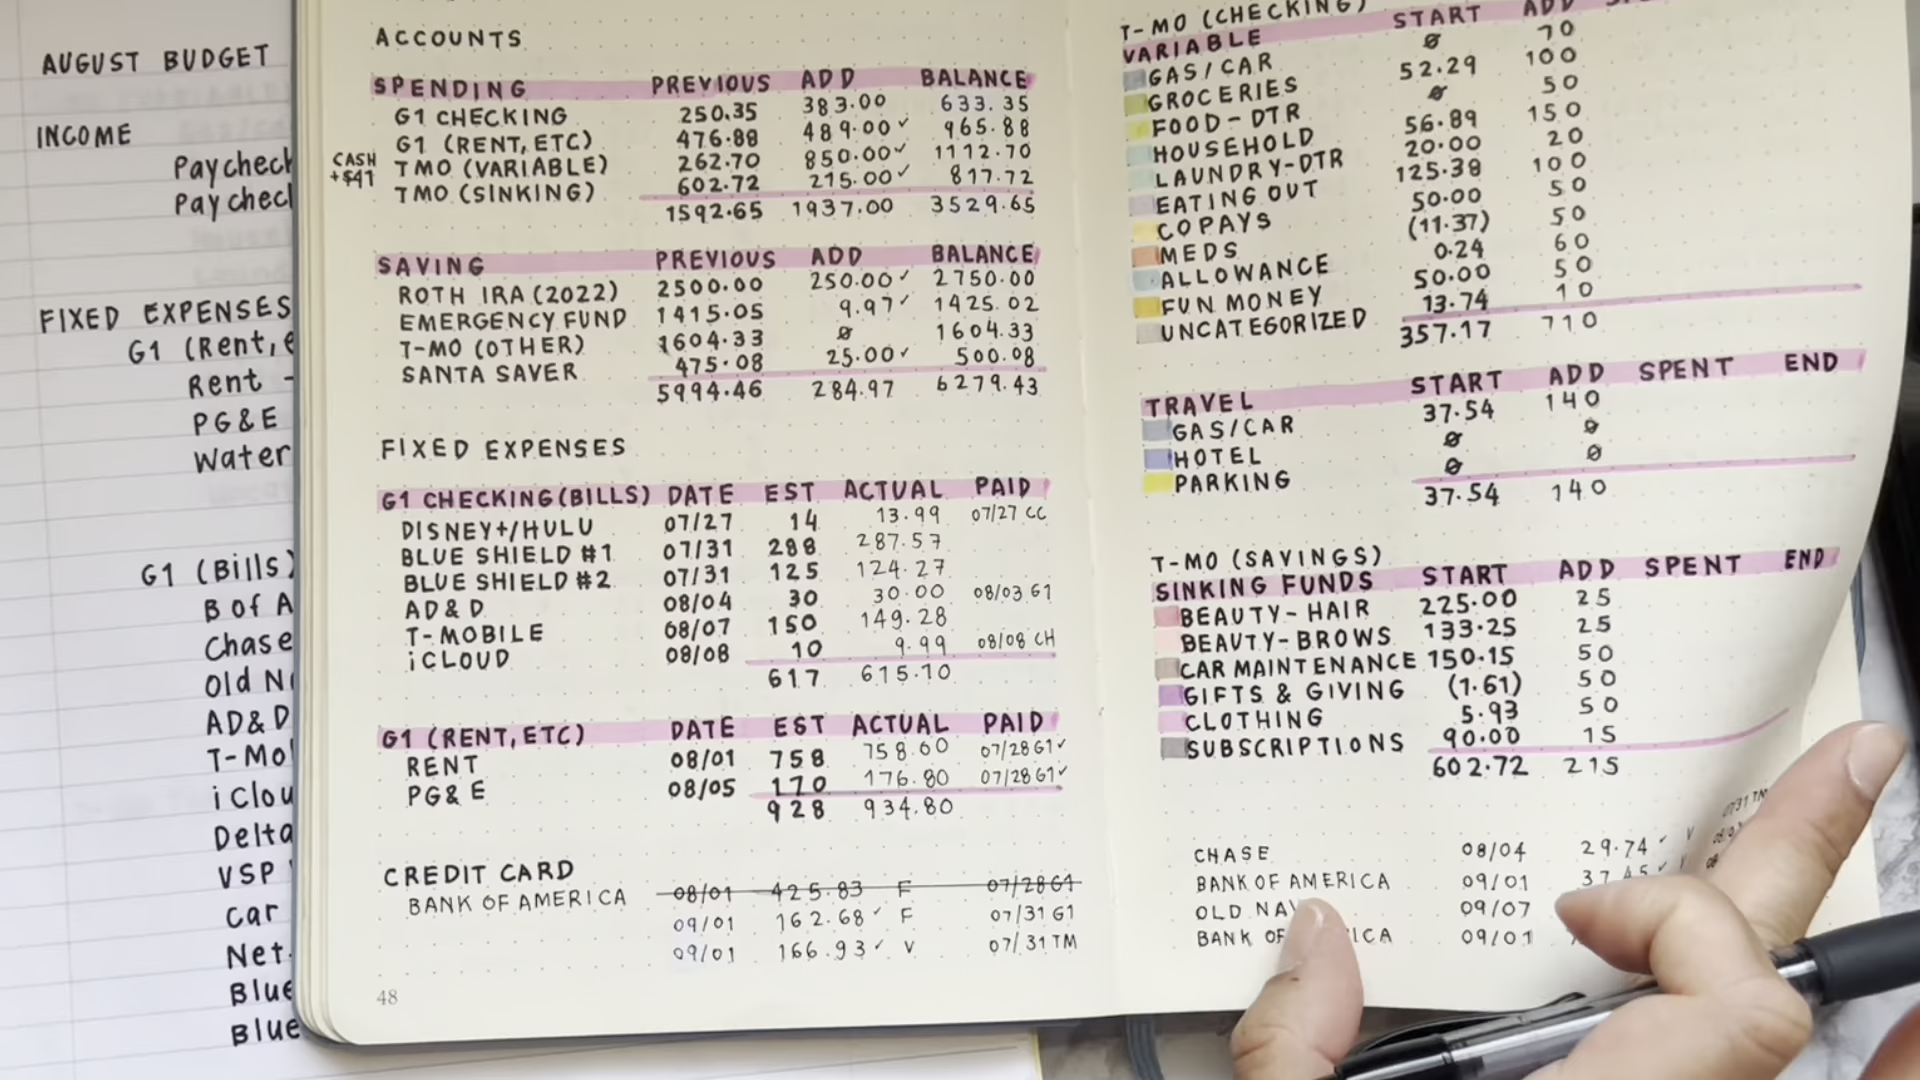 AUGUST BUDGET
INCOME
FIXED EXPENSES
G1 (Rent,
Rent -
PG&E
Water
G1 (Bills)
B of A
Chase
Old
AD&D
T-Mo
iClou
Delta
VSP
Car
Net
Blue
Blue
ACCOUNTS
SPENDING PREVIOUS ADD BALANCE
G1 CHECKING 250.35 383.00 633.35
G1 (RENT, ETC) 476.88 489.00✓ 965.88
CASH +$41 TMO (VARIABLE) 262.70 850.00✓ 1112.70
TMO (SINKING) 602.72 215.00✓ 817.72
1592.65 1937.00 3529.65
SAVING PREVIOUS ADD BALANCE
ROTH IRA (2022) 2500.00 250.00✓ 2750.00
EMERGENCY FUND 1415.05 9.97✓ 1425.02
T-MO (OTHER) 1604.33 ø 1604.33
SANTA SAVER 475.08 25.00✓ 500.08
5994.46 284.97 6279.43
FIXED EXPENSES
G1 CHECKING (BILLS) DATE EST ACTUAL PAID
DISNEY+/HULU 07/27 14 13.99 07/27 CC
BLUE SHIELD #1 07/31 288 287.57
BLUE SHIELD #2 07/31 125 124.27
AD&D 08/04 30 30.00 08/03 G1
T-MOBILE 08/07 150 149.28
iCLOUD 08/08 10 9.99 08/08 CH
617 615.10
G1 (RENT, ETC) DATE EST ACTUAL PAID
RENT 08/01 758 758.00 07/28 G1✓
PG&E 08/05 170 176.80 07/28 G1✓
928 934.80
CREDIT CARD
BANK OF AMERICA 08/01 425.83 F 07/28 G1
09/01 162.68✓ F 07/31 G1
09/01 166.93✓ V 07/31 TM
48
T-MO (CHECKING)
VARIABLE START ADD
GAS/CAR ø 70
GROCERIES 52.29 100
FOOD-DTR ø 50
HOUSEHOLD 56.89 150
LAUNDRY-DTR 20.00 20
EATING OUT 125.38 100
COPAYS 50.00 50
MEDS (11.37) 50
ALLOWANCE 0.24 60
FUN MONEY 50.00 50
UNCATEGORIZED 13.74 10
357.17 710
TRAVEL START ADD SPENT END
GAS/CAR 37.54 140
HOTEL ø ø
PARKING ø ø
37.54 140
T-MO (SAVINGS)
SINKING FUNDS START ADD SPENT END
BEAUTY-HAIR 225.00 25
BEAUTY-BROWS 133.25 25
CAR MAINTENANCE 150.15 50
GIFTS & GIVING (1.61) 50
CLOTHING 5.93 50
SUBSCRIPTIONS 90.00 15
602.72 215
CHASE 08/04 29.74✓ V 07/31 TM
BANK OF AMERICA 09/01 37.45✓
OLD 09/07
BANK OF 09/01